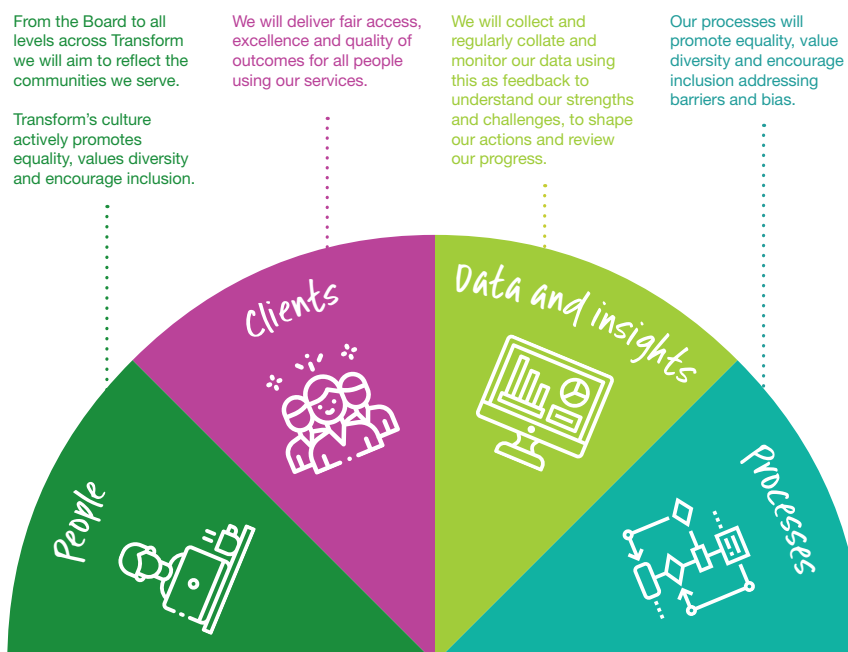 From the Board to all
levels across Transform
we will aim to reflect the
communities we serve.
Transform's culture
actively promotes
equality, values diversity
and encourage inclusion.
We will deliver fair access,
excellence and quality of
outcomes for all people
using our services.
We will collect and
regularly collate and
monitor our data using
this as feedback to
understand our strengths
and challenges, to shape
our actions and review
our progress.
Our processes will
promote equality, value
diversity and encourage
inclusion addressing
barriers and bias.
People
Clients
Data and insights
Processes